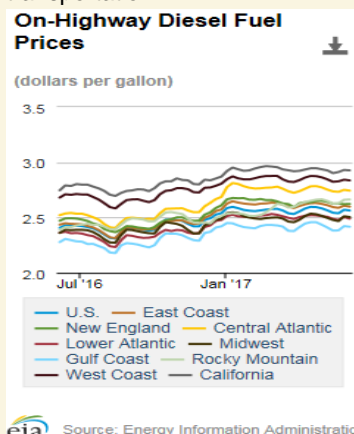 On-Highway Diesel Fuel
Prices
(dollars per gallon)
3.5
3.0
2.5
2.0
Jul '16
Jan '17
U.S.
East Coast
New England
Central Atlantic
Lower Atlantic
Midwest
Gulf Coast
Rocky Mountain
West Coast
California
eia
Source: Energy Information Administratio